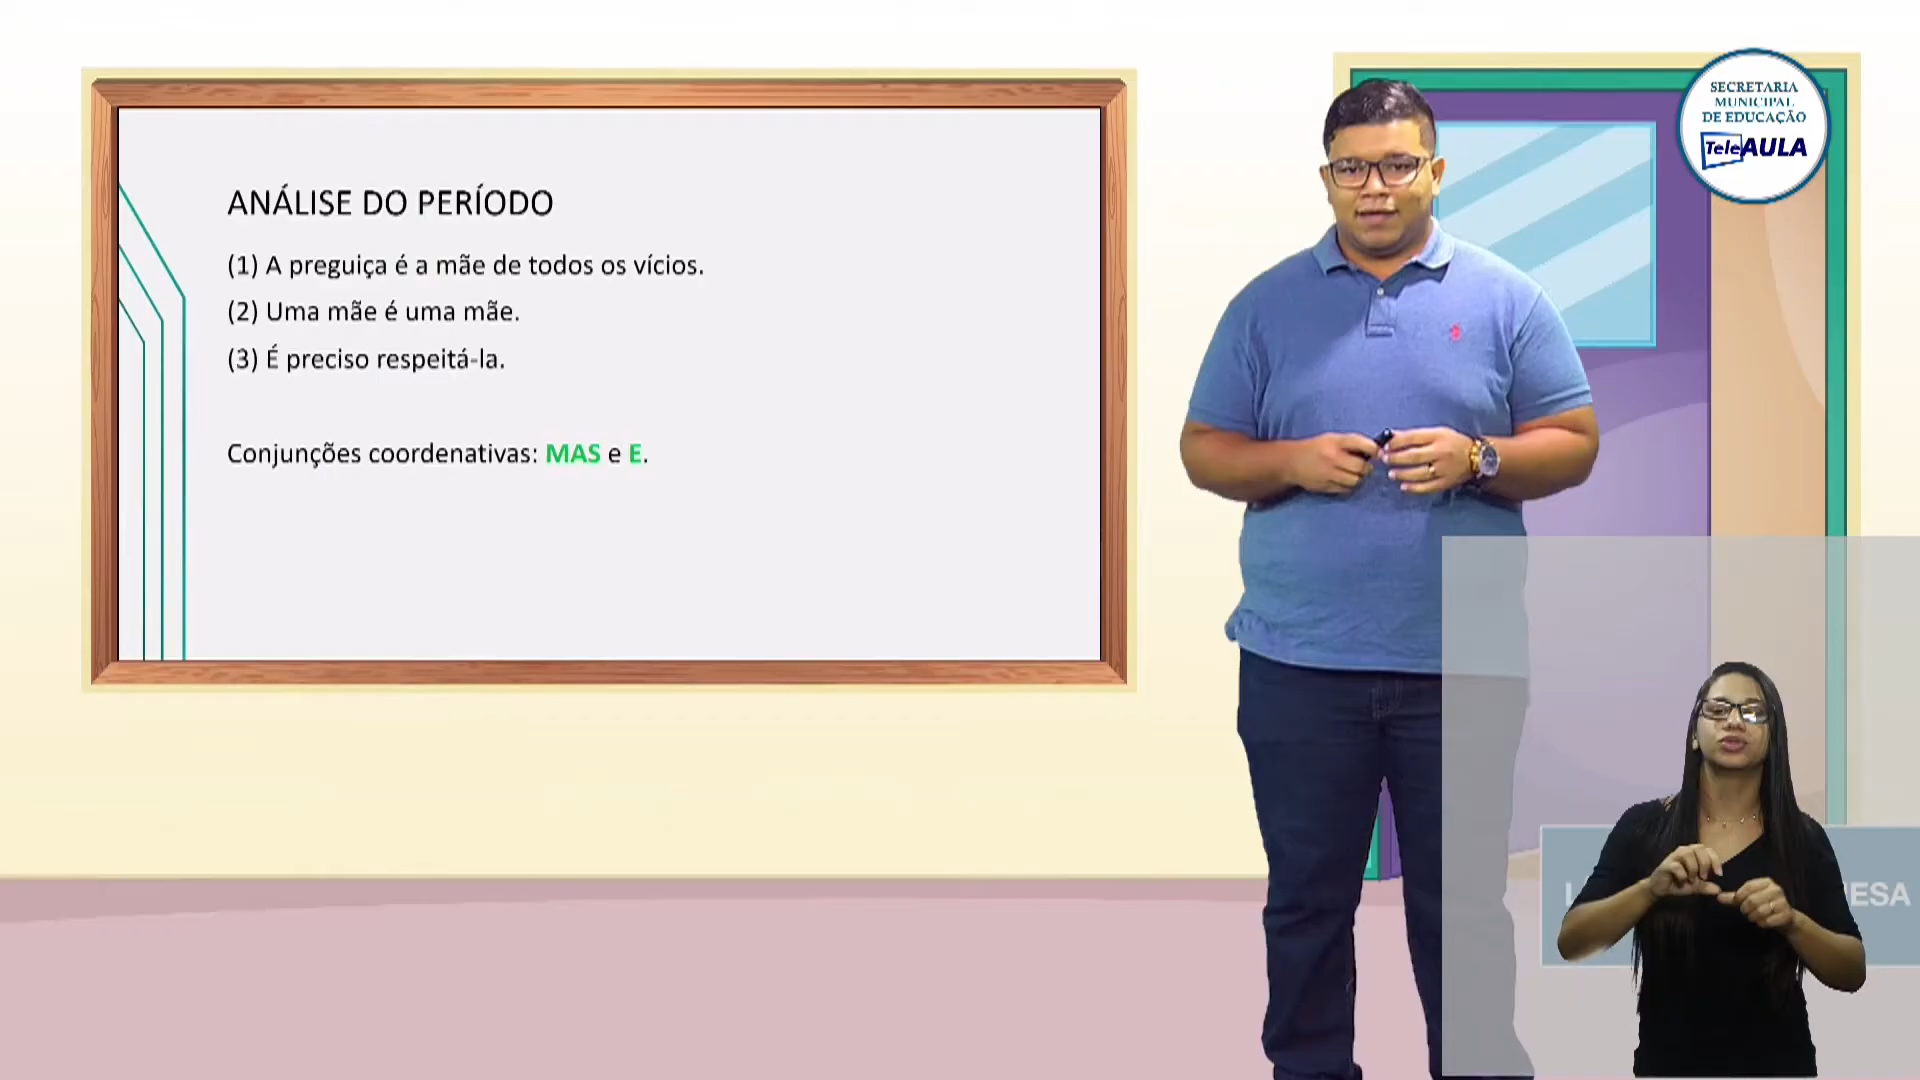 ANÁLISE DO PERÍODO
(1) A preguiça é a mãe de todos os vícios.
(2) Uma mãe é uma mãe.
(3) É preciso respeitá-la.
Conjunções coordenativas: MAS e E.
SECRETARIA
MUNICIPAL
DE EDUCAÇÃO
TeleAULA